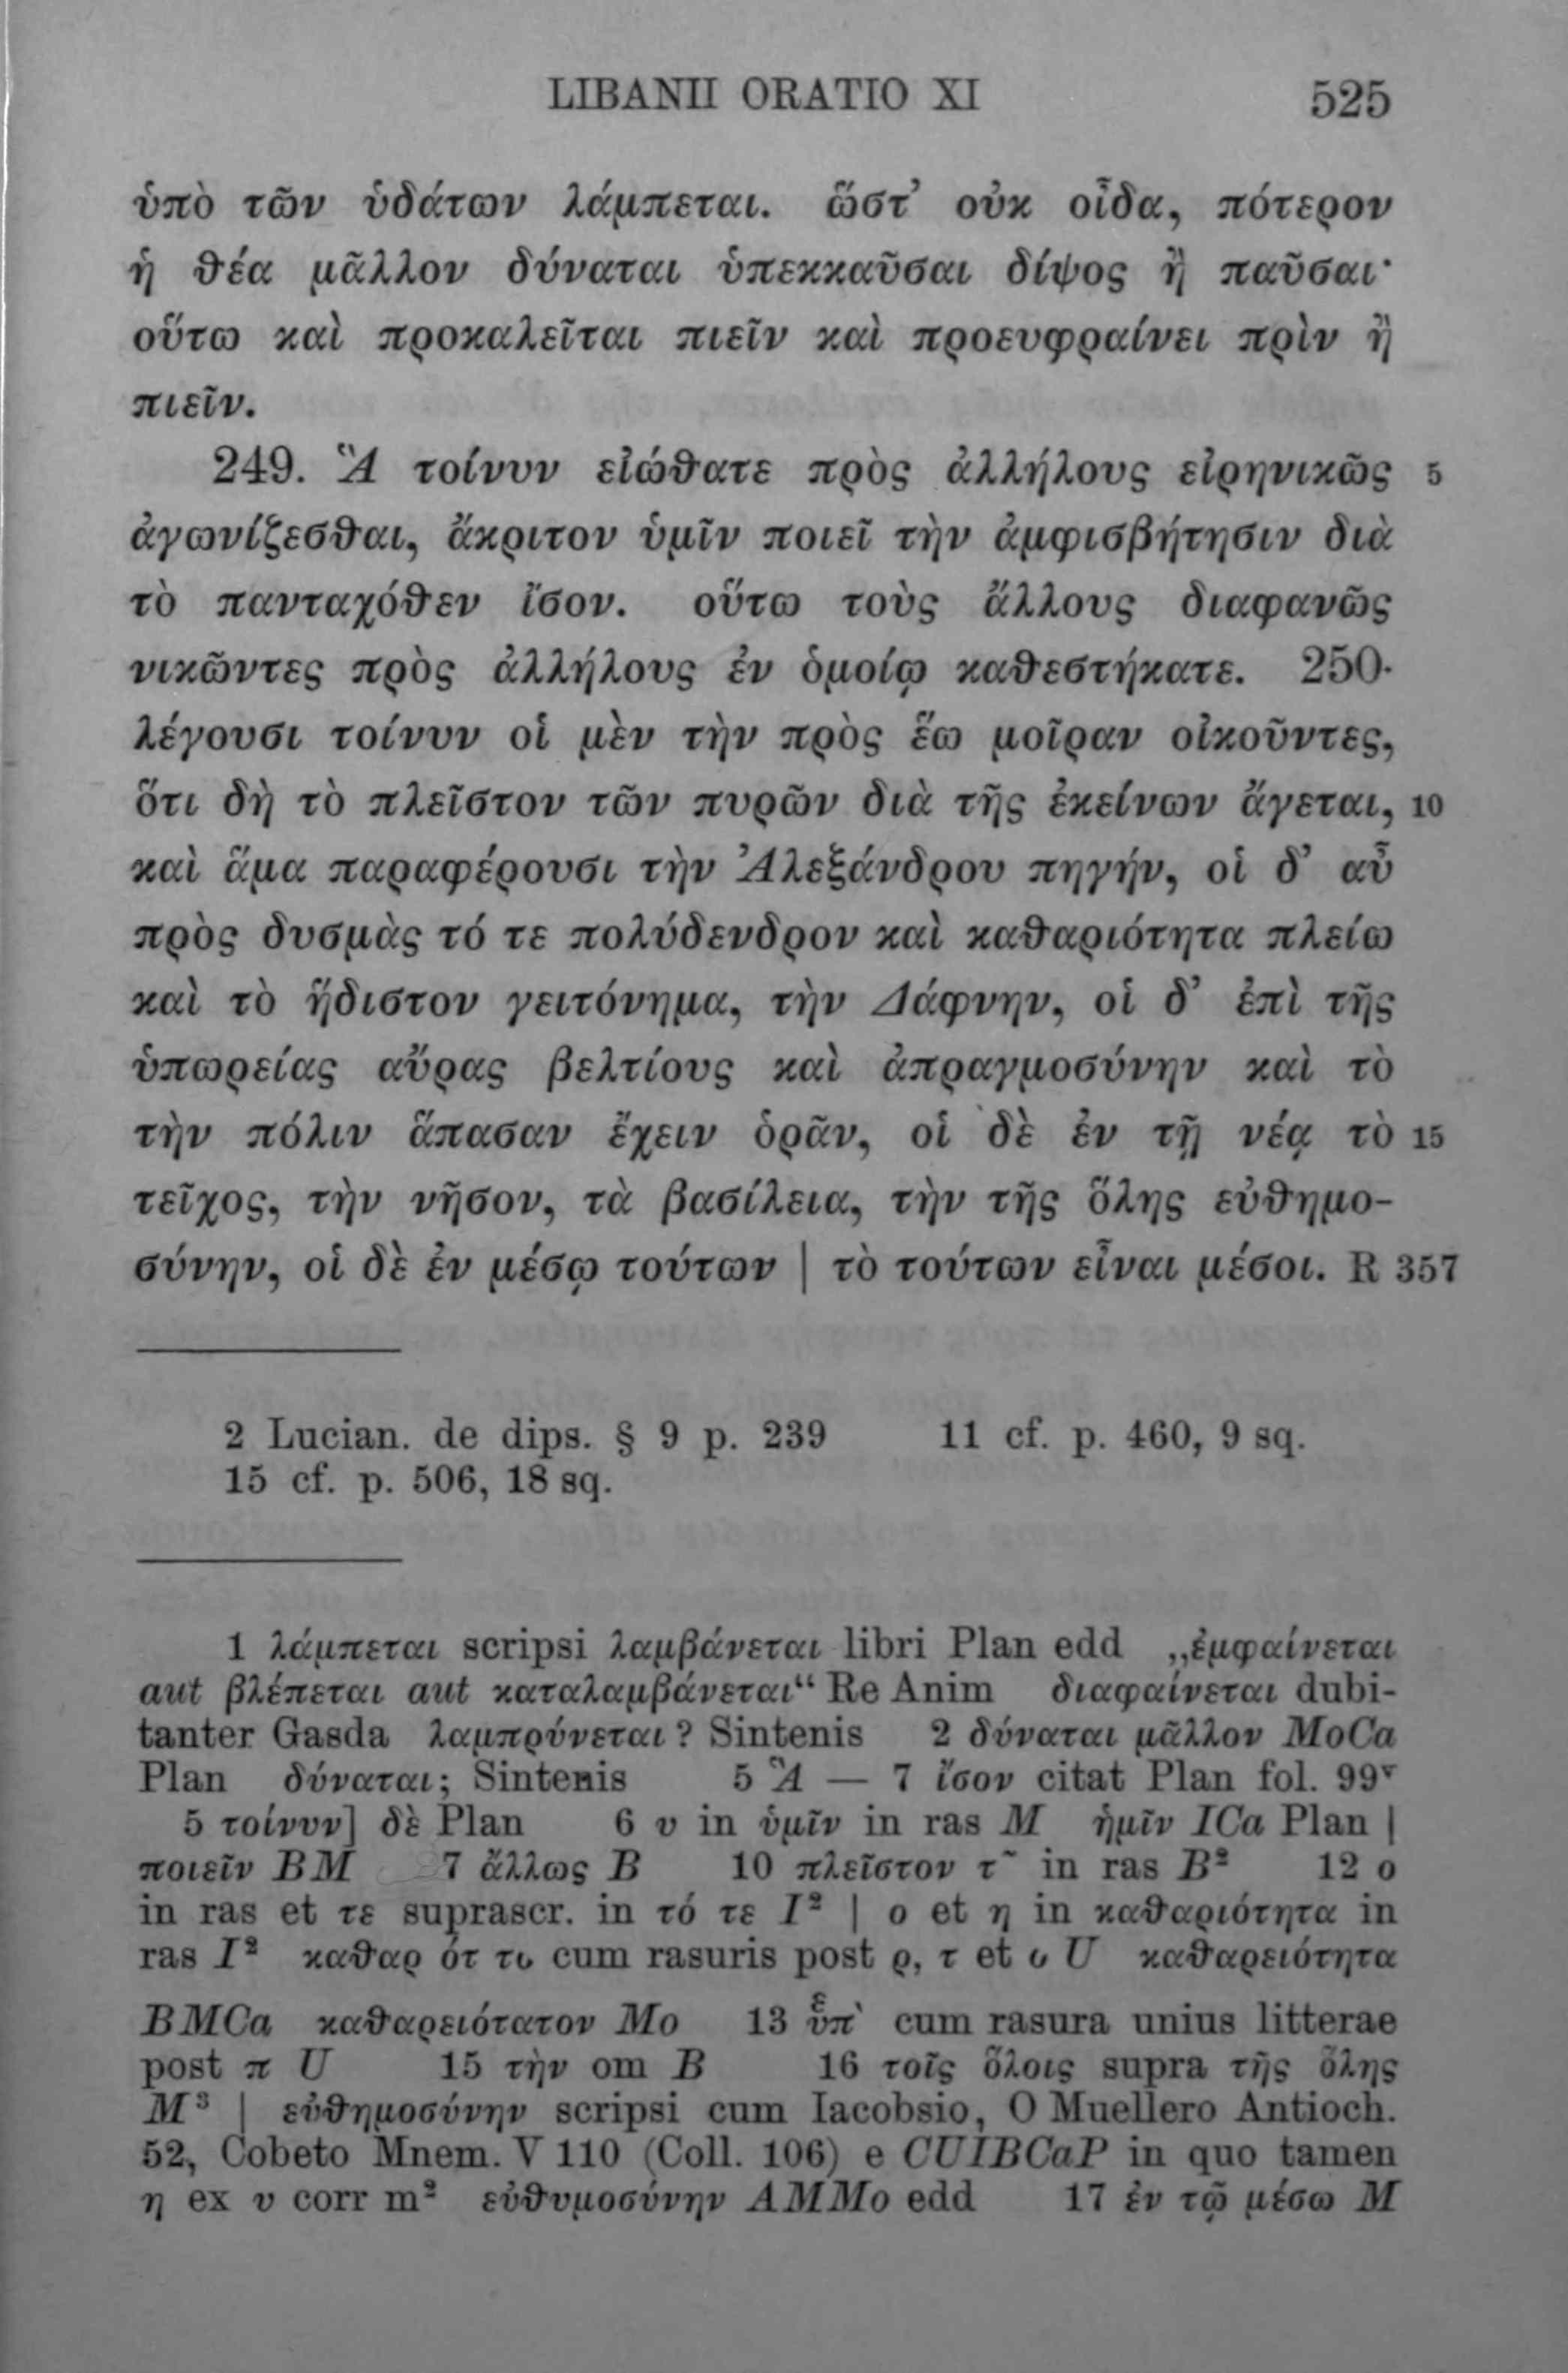 LIBANII ORATIO XI 525
ὑπὸ τῶν ὑδάτων λάμπεται. ὥστ’ οὐκ οἶδα, πότερον
ἡ θέα μᾶλλον δύναται ὑπεκκαῦσαι δίψος ἢ παῦσαι·
οὕτω καὶ προκαλεῖται πιεῖν καὶ προευφραίνει πρὶν ἢ
πιεῖν.
249. Ἃ τοίνυν εἰώθατε πρὸς ἀλλήλους εἰρηνικῶς 5
ἀγωνίζεσθαι, ἄκριτον ὑμῖν ποιεῖ τὴν ἀμφισβήτησιν διὰ
τὸ πανταχόθεν ἴσον. οὕτω τοὺς ἄλλους διαφανῶς
νικῶντες πρὸς ἀλλήλους ἐν ὁμοίῳ καθεστήκατε. 250.
λέγουσι τοίνυν οἱ μὲν τὴν πρὸς ἕω μοῖραν οἰκοῦντες,
ὅτι δὴ τὸ πλεῖστον τῶν πυρῶν διὰ τῆς ἐκείνων ἄγεται, 10
καὶ ἅμα παραφέρουσι τὴν Ἀλεξάνδρου πηγήν, οἱ δ’ αὖ
πρὸς δυσμὰς τό τε πολύδενδρον καὶ καθαριότητα πλείω
καὶ τὸ ἥδιστον γειτόνημα, τὴν Δάφνην, οἱ δ’ ἐπὶ τῆς
ὑπωρείας αὔρας βελτίους καὶ ἀπραγμοσύνην καὶ τὸ
τὴν πόλιν ἅπασαν ἔχειν ὁρᾶν, οἱ δὲ ἐν τῇ νέᾳ τὸ 15
τεῖχος, τὴν νῆσον, τὰ βασίλεια, τὴν τῆς ὅλης εὐθημο-
σύνην, οἱ δὲ ἐν μέσῳ τούτων | τὸ τούτων εἶναι μέσοι. R 357
2 Lucian. de dips. § 9 p. 239 11 cf. p. 460, 9 sq.
15 cf. p. 506, 18 sq.
1 λάμπεται scripsi λαμβάνεται libri Plan edd „ἐμφαίνεται
aut βλέπεται aut καταλαμβάνεται“ Re Anim διαφαίνεται dubi-
tanter Gasda λαμπρύνεται? Sintenis 2 δύναται μᾶλλον MoCa
Plan δύναται; Sintenis 5 Ἃ — 7 ἴσον citat Plan fol. 99ᵛ
5 τοίνυν] δὲ Plan 6 υ in ὑμῖν in ras M ἡμῖν ICa Plan |
ποιεῖν BM 7 ἄλλως B 10 πλεῖστον τ῀ in ras B² 12 ο
in ras et τε suprascr. in τό τε I² | ο et η in καθαριότητα in
ras I² καθαρ ότ τι cum rasuris post ρ, τ et ι U καθαρειότητα
BMCa καθαρειότατον Mo 13 ὑπ̔ cum rasura unius litterae
post π U 15 τὴν om B 16 τοῖς ὅλοις supra τῆς ὅλης
M³ | εὐθημοσύνην scripsi cum Iacobsio, O Muellero Antioch.
52, Cobeto Mnem. V 110 (Coll. 106) e CUIBCaP in quo tamen
η ex υ corr m² εὐθυμοσύνην AMMo edd 17 ἐν τῷ μέσω M